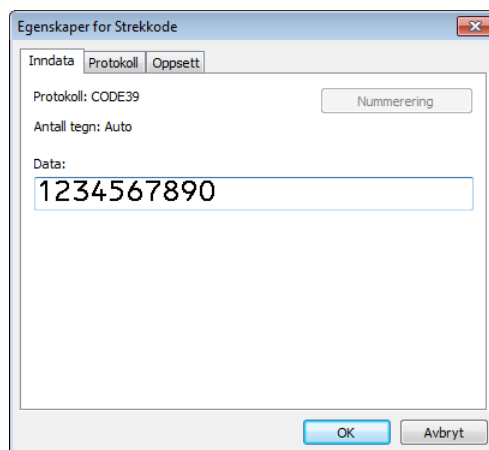 Egenskaper for Strekkode
Inndata Protokoll Oppsett
Protokoll: CODE39 Nummerering
Antall tegn: Auto
Data:
1234567890
OK Avbryt